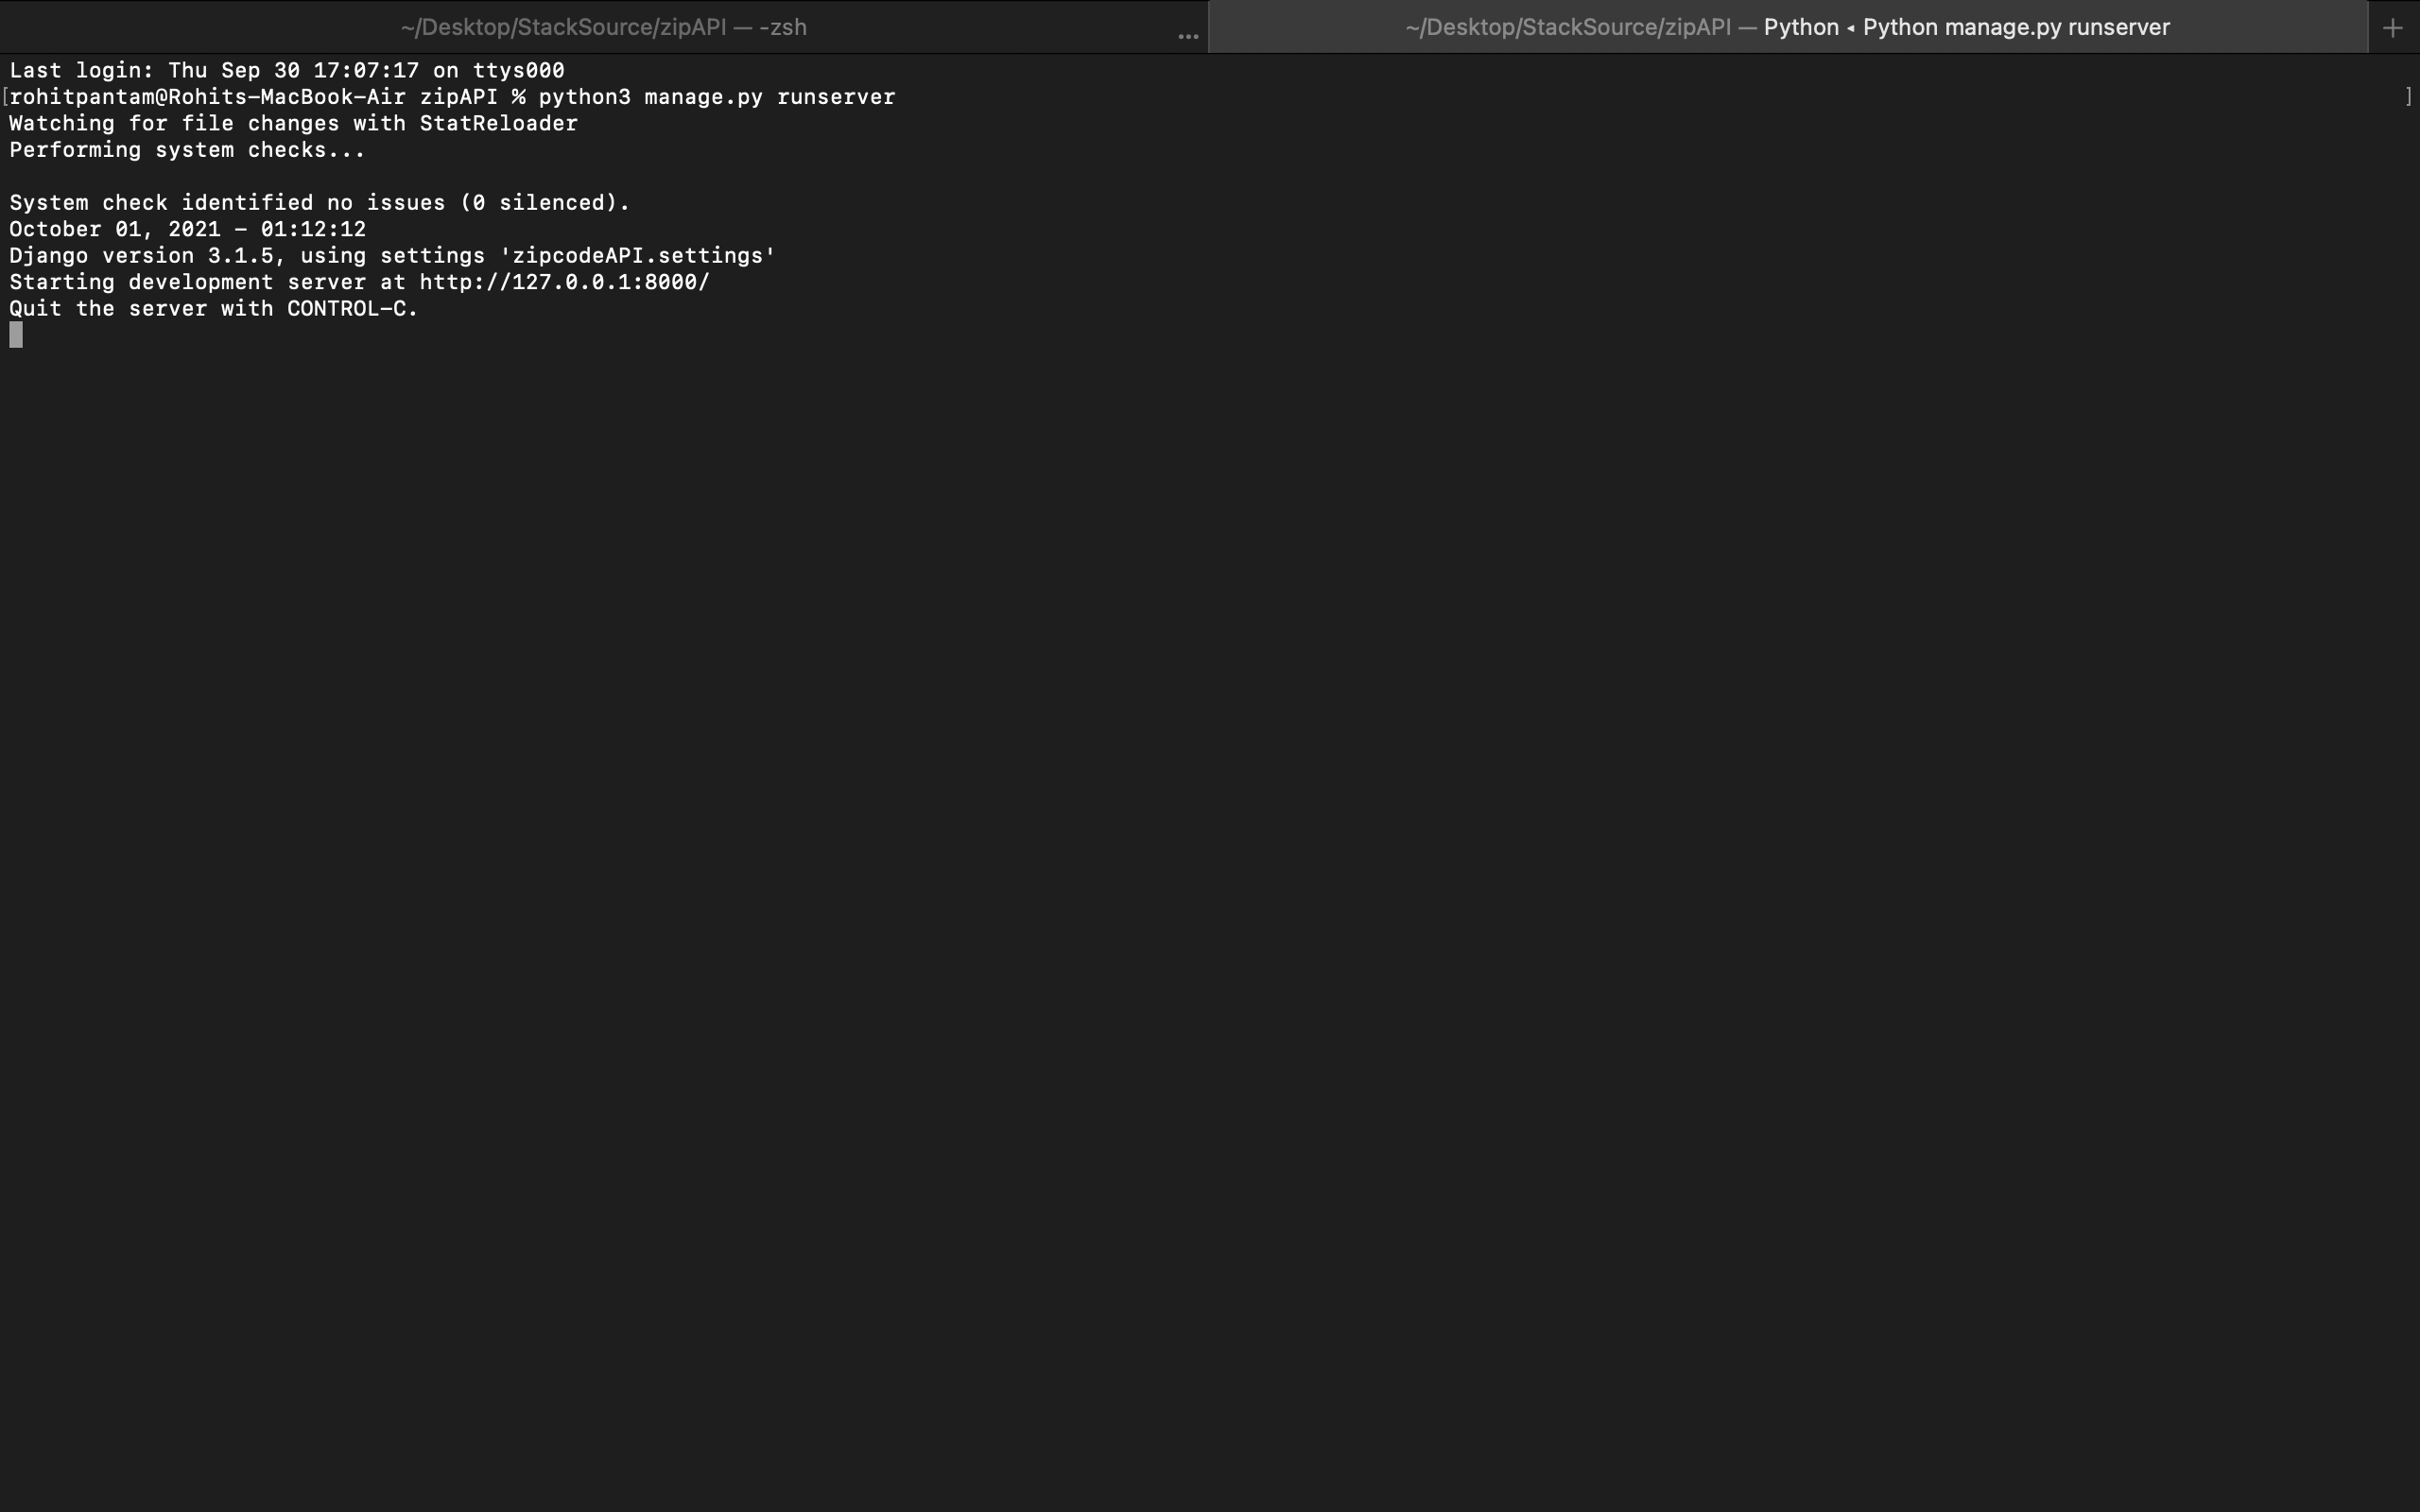 ~/Desktop/StackSource/zipAPI — -zsh
...
~/Desktop/StackSource/zipAPI — Python ◂ Python manage.py runserver
+
Last login: Thu Sep 30 17:07:17 on ttys000
[rohitpantam@Rohits-MacBook-Air zipAPI % python3 manage.py runserver ]
Watching for file changes with StatReloader
Performing system checks...
System check identified no issues (0 silenced).
October 01, 2021 - 01:12:12
Django version 3.1.5, using settings 'zipcodeAPI.settings'
Starting development server at http://127.0.0.1:8000/
Quit the server with CONTROL-C.